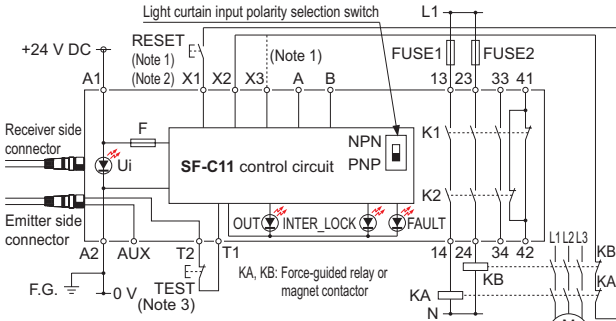 Light curtain input polarity selection switch
L1
+24 V DC
RESET
(Note 1)
(Note 2)
(Note 1)
FUSE1
FUSE2
A1
X1
X2
X3
A
B
13
23
33
41
Receiver side
connector
F
Ui
SF-C11 control circuit
NPN
PNP
K1
K2
Emitter side
connector
OUT
INTER_LOCK
FAULT
A2
AUX
T2
T1
14
24
34
42
L1
L2
L3
KB
KA
F.G.
0 V
TEST
(Note 3)
KA, KB: Force-guided relay or
magnet contactor
KB
KA
N